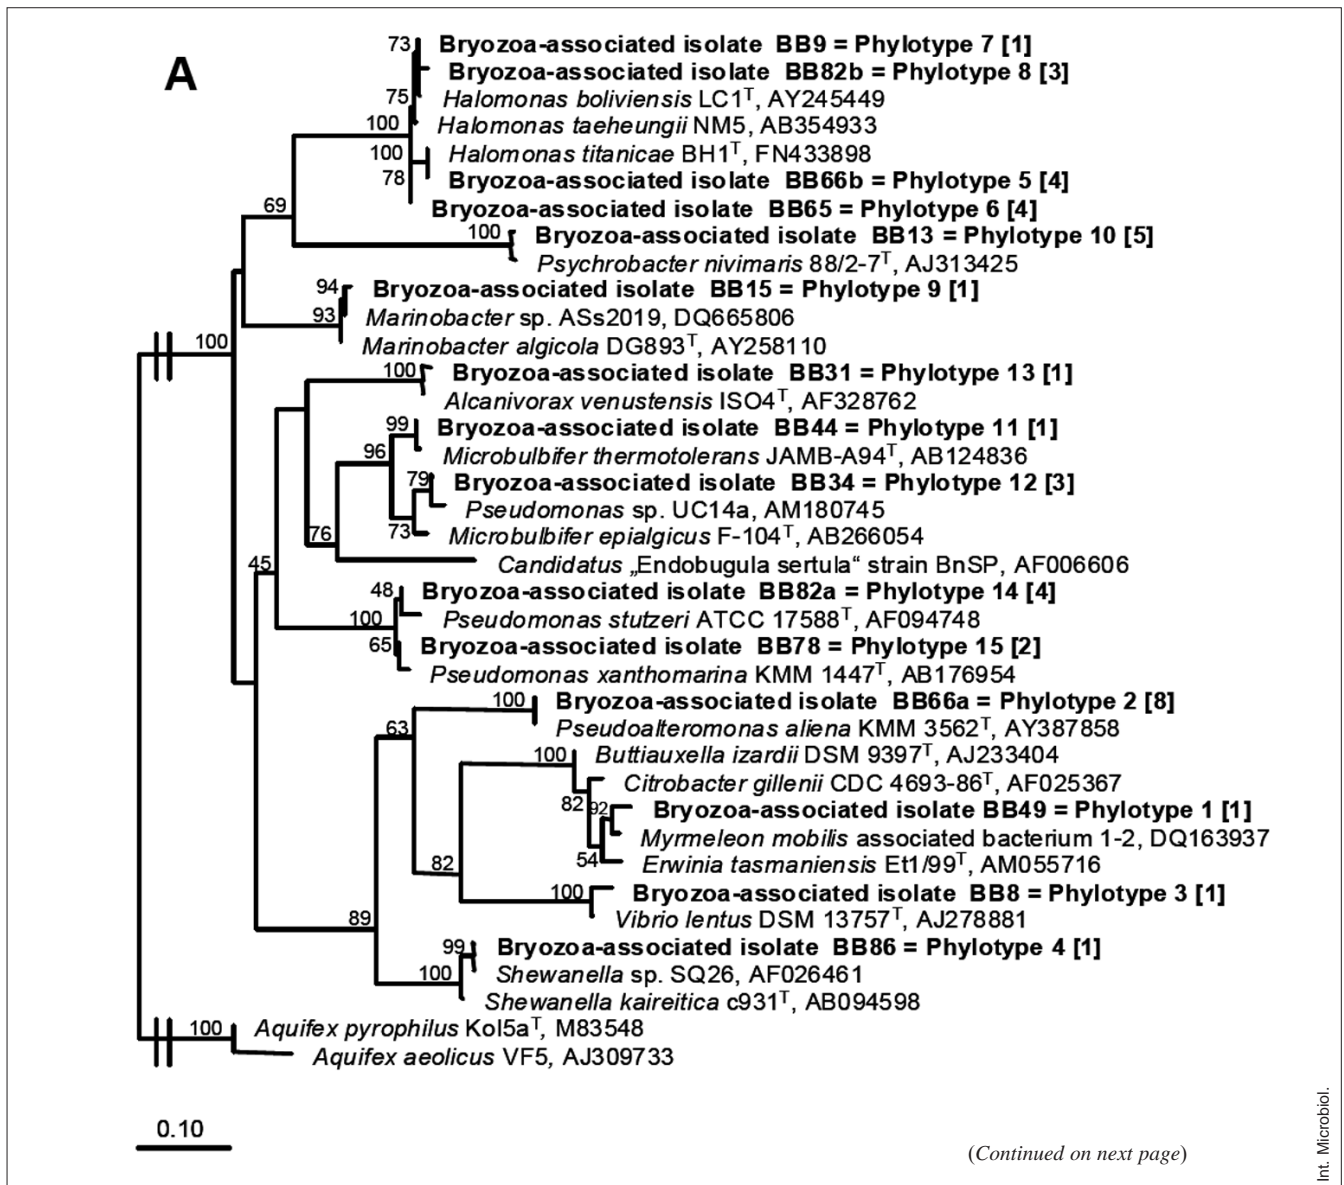 A
73 Bryozoa-associated isolate BB9 = Phylotype 7 [1]
Bryozoa-associated isolate BB82b = Phylotype 8 [3]
75 Halomonas boliviensis LC1T, AY245449
100 Halomonas taeheungii NM5, AB354933
100 Halomonas titanicae BH1T, FN433898
78 Bryozoa-associated isolate BB66b = Phylotype 5 [4]
69 Bryozoa-associated isolate BB65 = Phylotype 6 [4]
100 Bryozoa-associated isolate BB13 = Phylotype 10 [5]
Psychrobacter nivimaris 88/2-7T, AJ313425
94 Bryozoa-associated isolate BB15 = Phylotype 9 [1]
93 Marinobacter sp. ASs2019, DQ665806
100 Marinobacter algicola DG893T, AY258110
100 Bryozoa-associated isolate BB31 = Phylotype 13 [1]
Alcanivorax venustensis ISO4T, AF328762
99 Bryozoa-associated isolate BB44 = Phylotype 11 [1]
96 Microbulbifer thermotolerans JAMB-A94T, AB124836
79 Bryozoa-associated isolate BB34 = Phylotype 12 [3]
Pseudomonas sp. UC14a, AM180745
76 73 Microbulbifer epialgicus F-104T, AB266054
45 Candidatus „Endobugula sertula“ strain BnSP, AF006606
48 Bryozoa-associated isolate BB82a = Phylotype 14 [4]
100 Pseudomonas stutzeri ATCC 17588T, AF094748
65 Bryozoa-associated isolate BB78 = Phylotype 15 [2]
Pseudomonas xanthomarina KMM 1447T, AB176954
100 Bryozoa-associated isolate BB66a = Phylotype 2 [8]
63 Pseudoalteromonas aliena KMM 3562T, AY387858
100 Buttiauxella izardii DSM 9397T, AJ233404
Citrobacter gillenii CDC 4693-86T, AF025367
82 92 Bryozoa-associated isolate BB49 = Phylotype 1 [1]
Myrmeleon mobilis associated bacterium 1-2, DQ163937
82 54 Erwinia tasmaniensis Et1/99T, AM055716
100 Bryozoa-associated isolate BB8 = Phylotype 3 [1]
89 Vibrio lentus DSM 13757T, AJ278881
99 Bryozoa-associated isolate BB86 = Phylotype 4 [1]
100 Shewanella sp. SQ26, AF026461
Shewanella kaireitica c931T, AB094598
100 Aquifex pyrophilus Kol5aT, M83548
Aquifex aeolicus VF5, AJ309733
0.10
(Continued on next page)
Int. Microbiol.